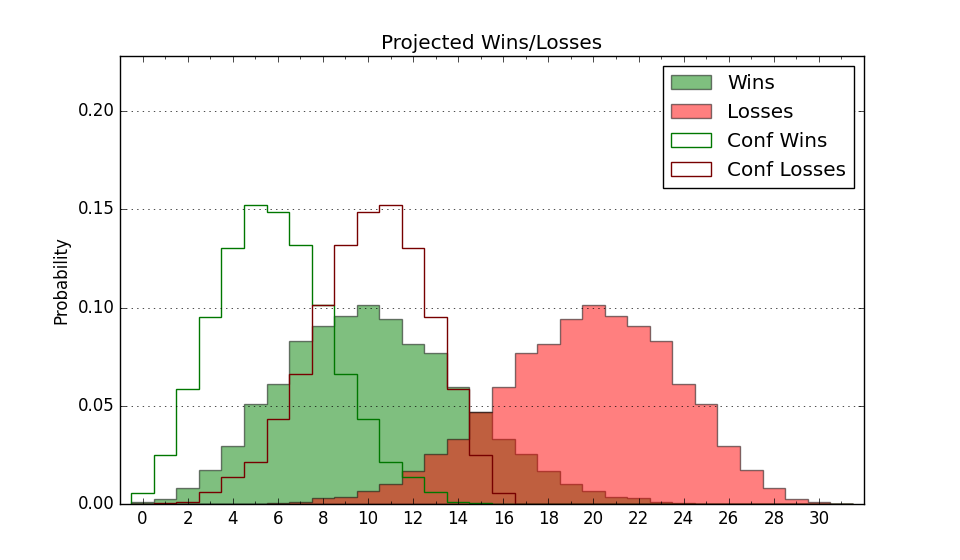 Projected Wins/Losses
Wins
Losses
Conf Wins
Conf Losses
Probability
0.20
0.15
0.10
0.05
0.00
0 2 4 6 8 10 12 14 16 18 20 22 24 26 28 30